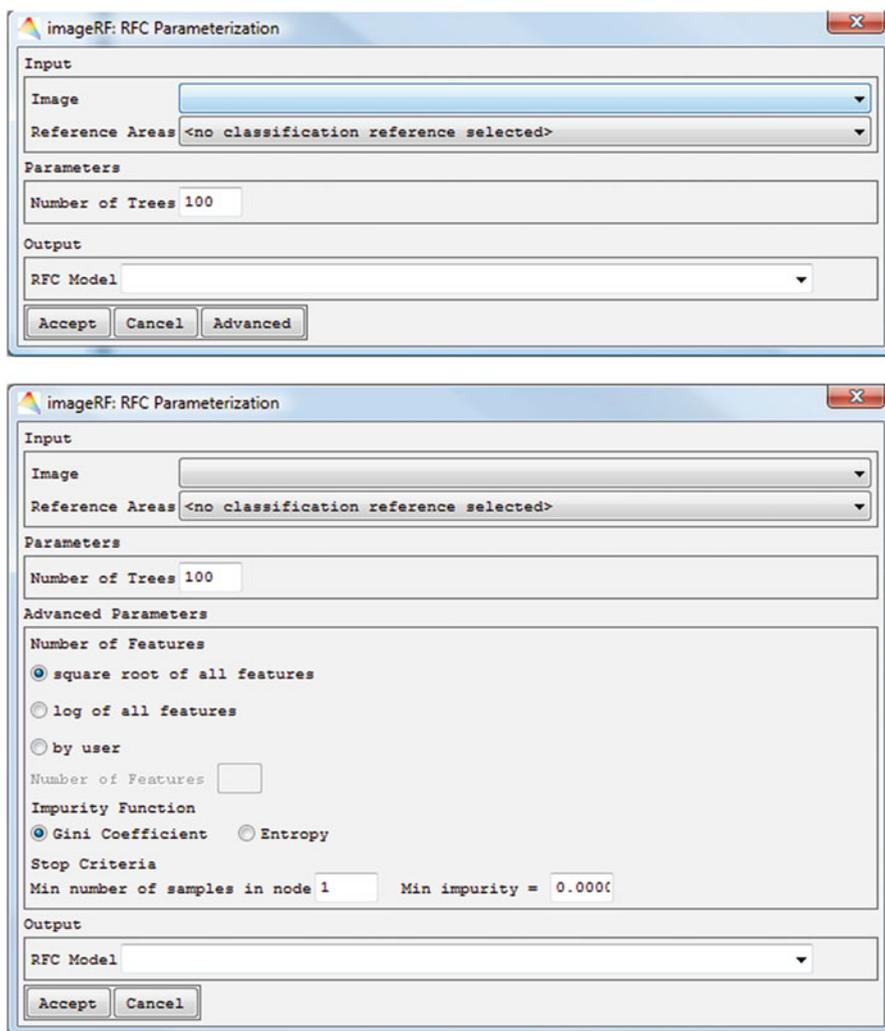 imageRF: RFC Parameterization
Input
Image
Reference Areas <no classification reference selected>
Parameters
Number of Trees 100
Output
RFC Model
Accept Cancel Advanced
imageRF: RFC Parameterization
Input
Image
Reference Areas <no classification reference selected>
Parameters
Number of Trees 100
Advanced Parameters
Number of Features
square root of all features
log of all features
by user
Number of Features
Impurity Function
Gini Coefficient Entropy
Stop Criteria
Min number of samples in node 1 Min impurity = 0.000
Output
RFC Model
Accept Cancel